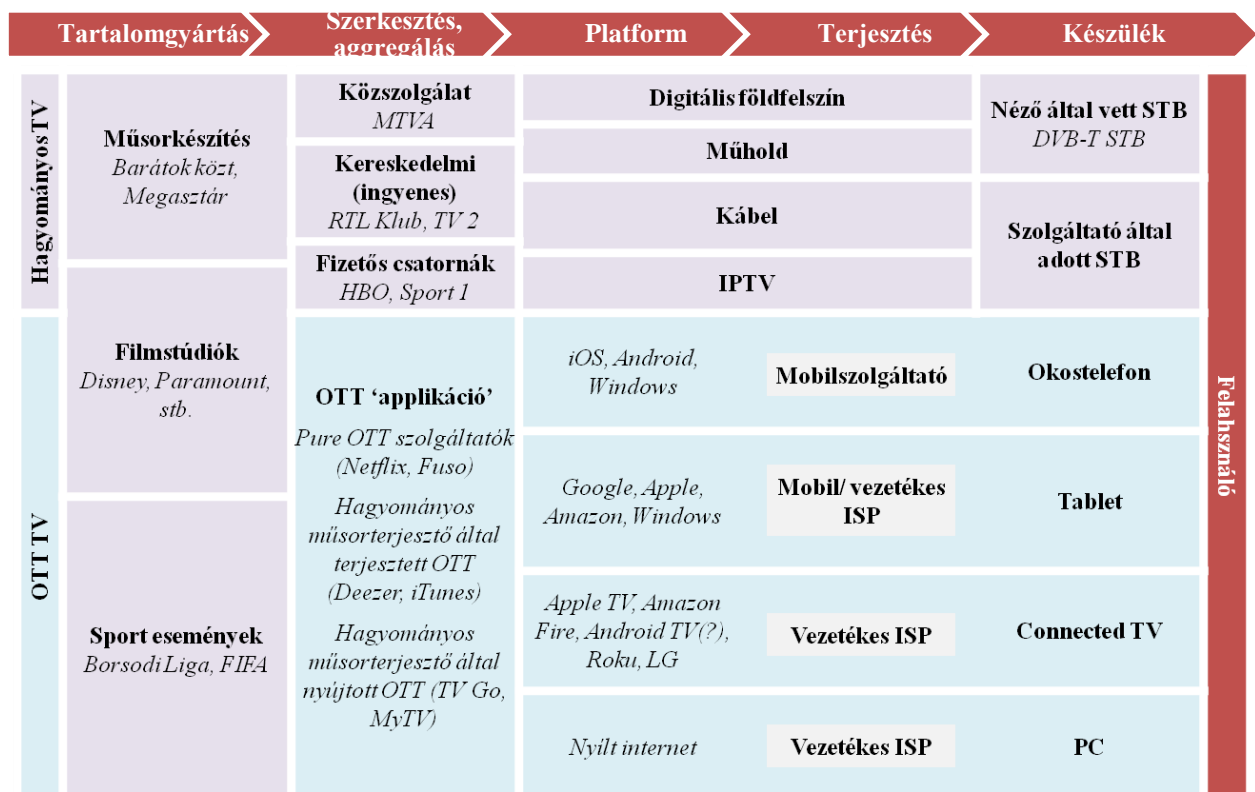 Tartalomgyártás
Szerkesztés,
aggregálás
Platform
Terjesztés
Készülék
Hagyományos TV
Műsorkészítés
Barátok közt,
Megasztár
Közszolgálat
MTVA
Kereskedelmi
(ingyenes)
RTL Klub, TV 2
Fizetős csatornák
HBO, Sport 1
Digitális földfelszín
Műhold
Kábel
IPTV
Néző által vett STB
DVB-T STB
Szolgáltató által
adott STB
Filmstúdiók
Disney, Paramount,
stb.
OTT TV
Sport események
Borsodi Liga, FIFA
OTT ‘applikáció’
Pure OTT szolgáltatók
(Netflix, Fuso)
Hagyományos
műsorterjesztő által
terjesztett OTT
(Deezer, iTunes)
Hagyományos
műsorterjesztő által
nyújtott OTT (TV Go,
MyTV)
iOS, Android,
Windows
Mobilszolgáltató
Okostelefon
Google, Apple,
Amazon, Windows
Mobil/ vezetékes
ISP
Tablet
Apple TV, Amazon
Fire, Android TV(?),
Roku, LG
Vezetékes ISP
Connected TV
Nyílt internet
Vezetékes ISP
PC
Felahsználó